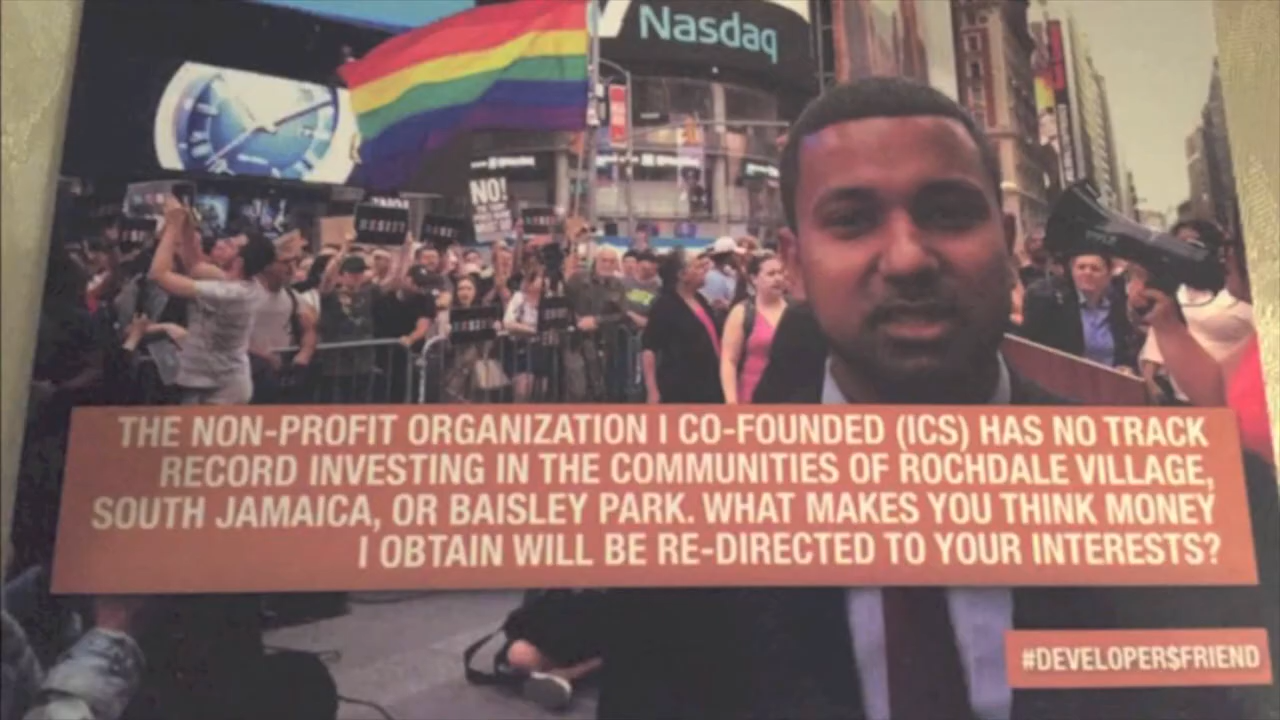 Nasdaq
NO!
RESIST
THE NON-PROFIT ORGANIZATION I CO-FOUNDED (ICS) HAS NO TRACK
RECORD INVESTING IN THE COMMUNITIES OF ROCHDALE VILLAGE,
SOUTH JAMAICA, OR BAISLEY PARK. WHAT MAKES YOU THINK MONEY
I OBTAIN WILL BE RE-DIRECTED TO YOUR INTERESTS?
#DEVELOPER$FRIEND